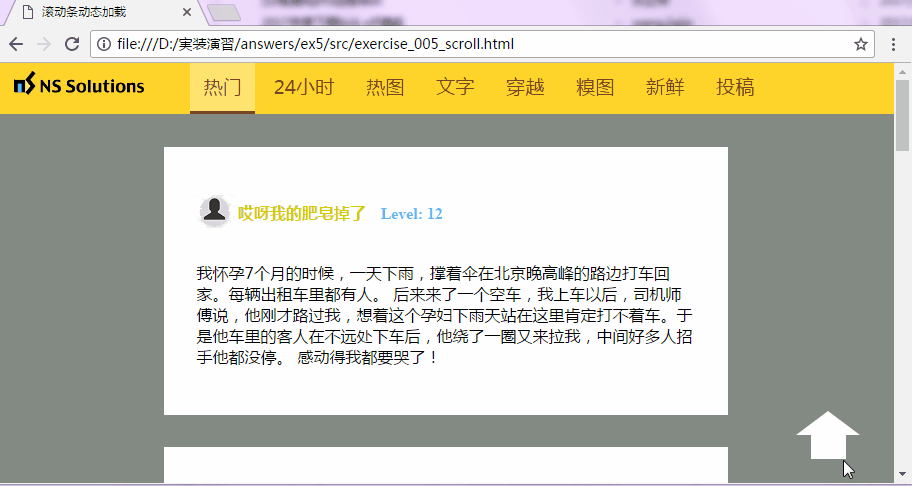 滚动条动态加载
file:///D:/実装演習/answers/ex5/src/exercise_005_scroll.html
NS Solutions 热门 24小时 热图 文字 穿越 糗图 新鲜 投稿
哎呀我的肥皂掉了 Level: 12
我怀孕7个月的时候，一天下雨，撑着伞在北京晚高峰的路边打车回
家。每辆出租车里都有人。 后来来了一个空车，我上车以后，司机师
傅说，他刚才路过我，想着这个孕妇下雨天站在这里肯定打不着车。于
是他车里的客人在不远处下车后，他绕了一圈又来拉我，中间好多人招
手他都没停。 感动得我都要哭了！